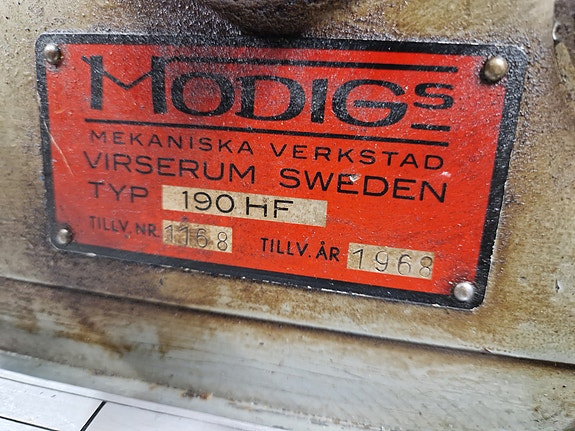 MODIGS
MEKANISKA VERKSTAD
VIRSERUM SWEDEN
TYP 190 HF
TILLV. NR. 1168 TILLV. ÅR 1968